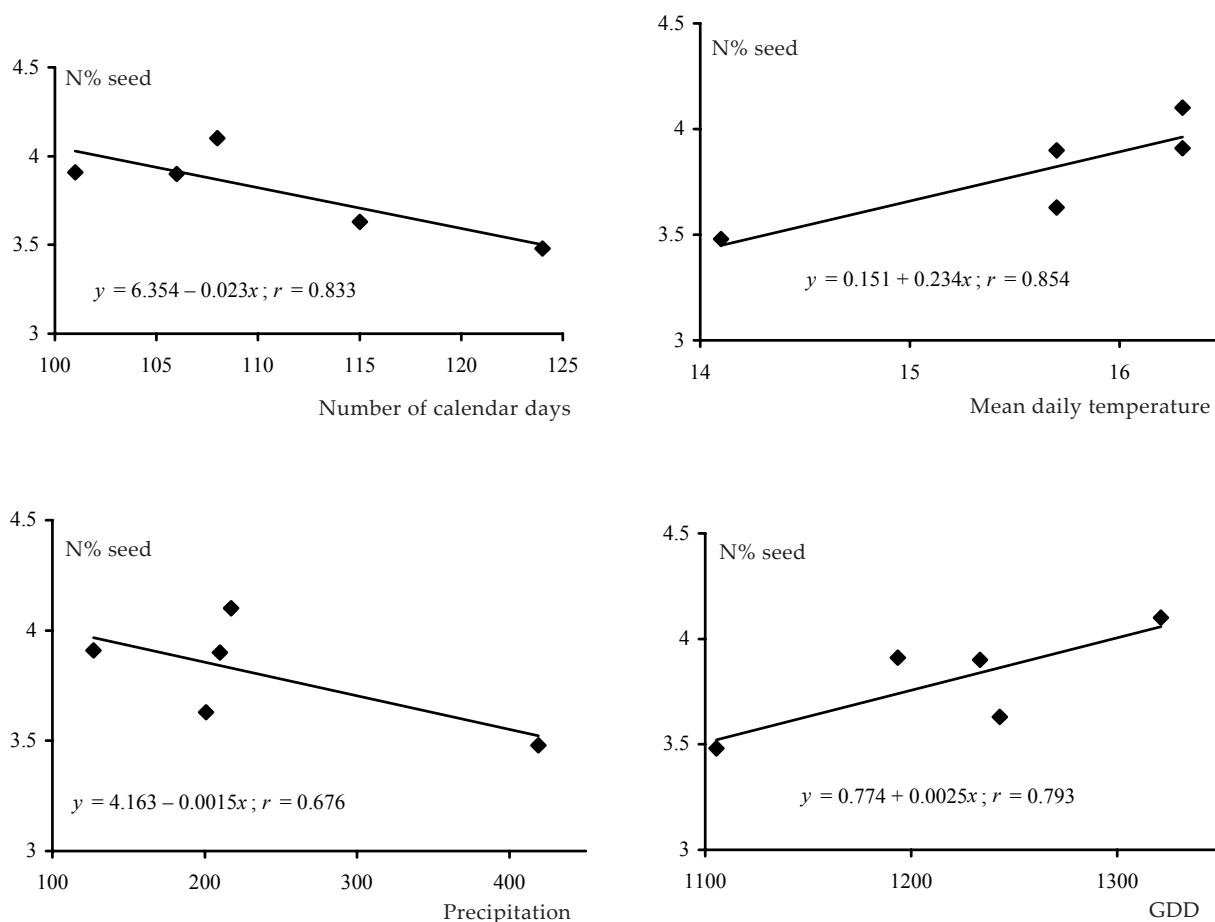 4.5
N% seed
4
3.5
y = 6.354 – 0.023x ; r = 0.833
3
100 105 110 115 120 125
Number of calendar days
4.5
N% seed
4
3.5
y = 0.151 + 0.234x ; r = 0.854
3
14 15 16
Mean daily temperature
4.5
N% seed
4
3.5
y = 4.163 – 0.0015x ; r = 0.676
3
100 200 300 400
Precipitation
4.5
N% seed
4
3.5
y = 0.774 + 0.0025x ; r = 0.793
3
1100 1200 1300
GDD